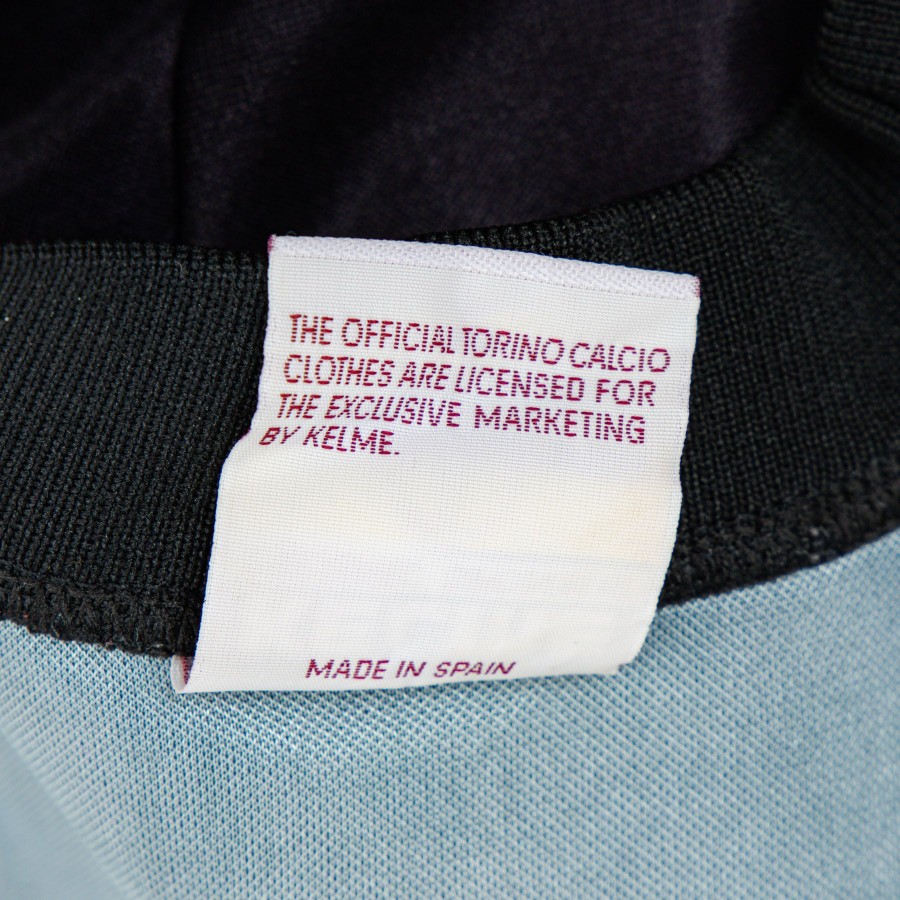 THE OFFICIAL TORINO CALCIO
CLOTHES ARE LICENSED FOR
THE EXCLUSIVE MARKETING
BY KELME.
MADE IN SPAIN